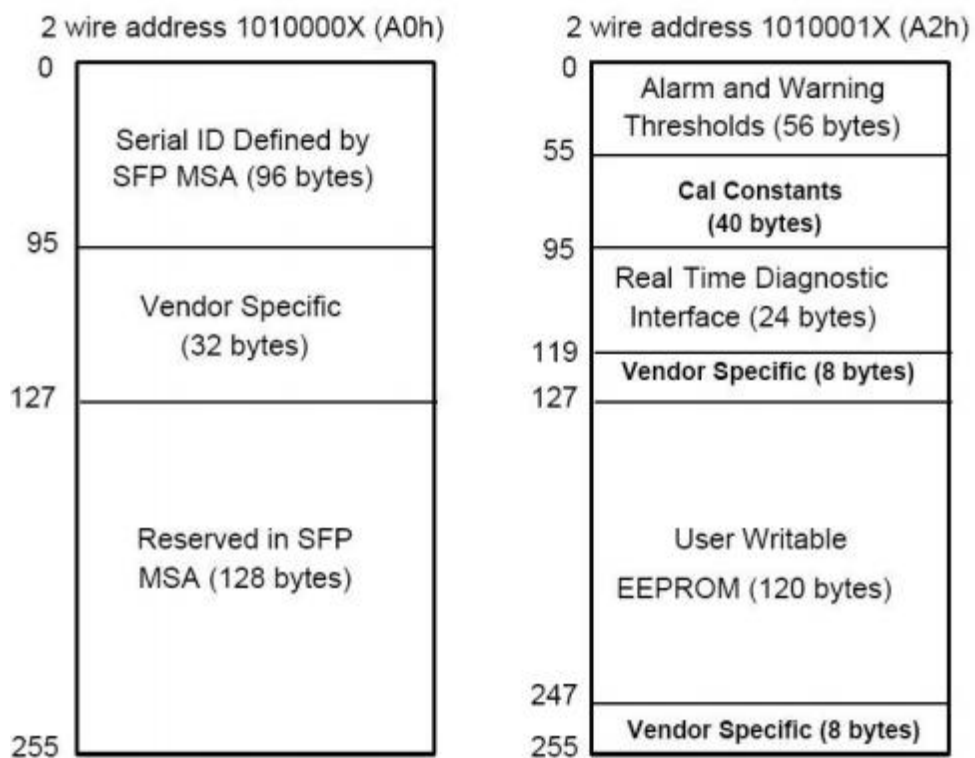 2 wire address 1010000X (A0h)
0
Serial ID Defined by
SFP MSA (96 bytes)
95
Vendor Specific
(32 bytes)
127
Reserved in SFP
MSA (128 bytes)
255
2 wire address 1010001X (A2h)
0
Alarm and Warning
Thresholds (56 bytes)
55
Cal Constants
(40 bytes)
95
Real Time Diagnostic
Interface (24 bytes)
119
Vendor Specific (8 bytes)
127
User Writable
EEPROM (120 bytes)
247
Vendor Specific (8 bytes)
255